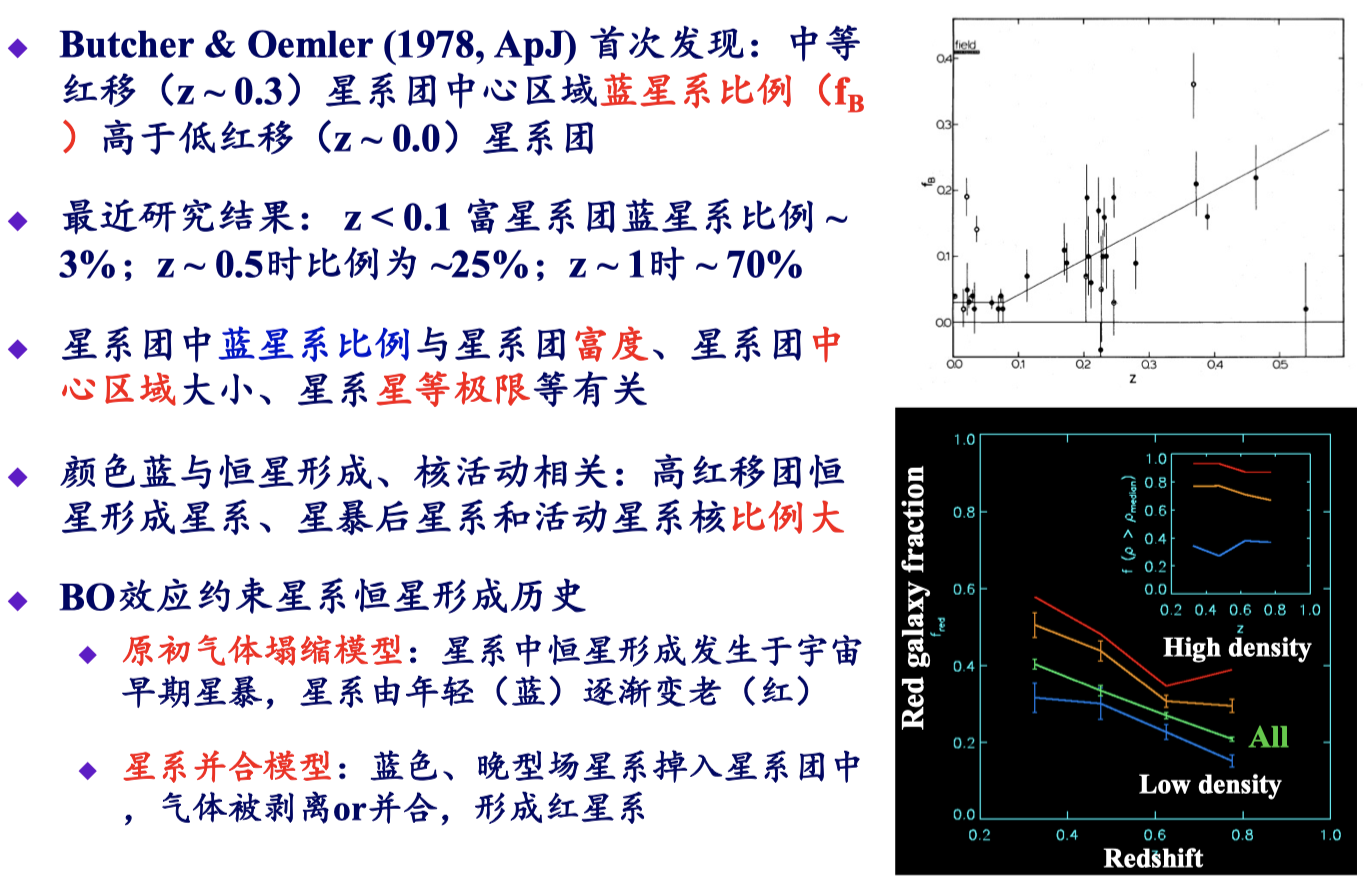 ◆ Butcher & Oemler (1978, ApJ) 首次发现：中等
红移（z ~ 0.3）星系团中心区域蓝星系比例（fB
）高于低红移（z ~ 0.0）星系团
◆ 最近研究结果： z < 0.1 富星系团蓝星系比例 ~
3%；z ~ 0.5时比例为 ~25%；z ~ 1时 ~ 70%
◆ 星系团中蓝星系比例与星系团富度、星系团中
心区域大小、星系星等极限等有关
◆ 颜色蓝与恒星形成、核活动相关：高红移团恒
星形成星系、星暴后星系和活动星系核比例大
◆ BO效应约束星系恒星形成历史
◆ 原初气体塌缩模型：星系中恒星形成发生于宇宙
早期星暴，星系由年轻（蓝）逐渐变老（红）
◆ 星系并合模型：蓝色、晚型场星系掉入星系团中
，气体被剥离or并合，形成红星系
field
0.4
0.3
fB
0.2
0.1
0.0
0.0 0.1 0.2 0.3 0.4 0.5
z
Red galaxy fraction
fred
1.0
0.8
0.6
0.4
0.2
0.0
0.2 0.4 0.6 0.8 1.0
Redshift
f (ρ > ρmedian)
1.0
0.8
0.6
0.4
0.2
0.0
0.2 0.4 0.6 0.8 1.0
z
High density
All
Low density